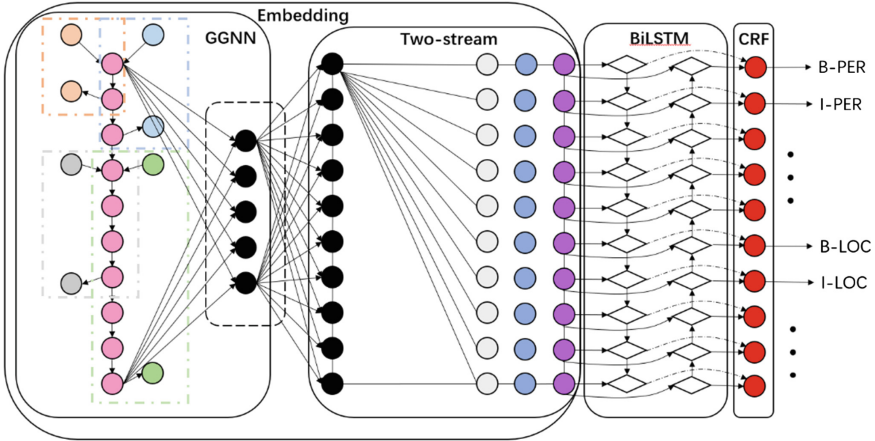 Embedding
GGNN
Two-stream
BiLSTM
CRF
B-PER
I-PER
B-LOC
I-LOC